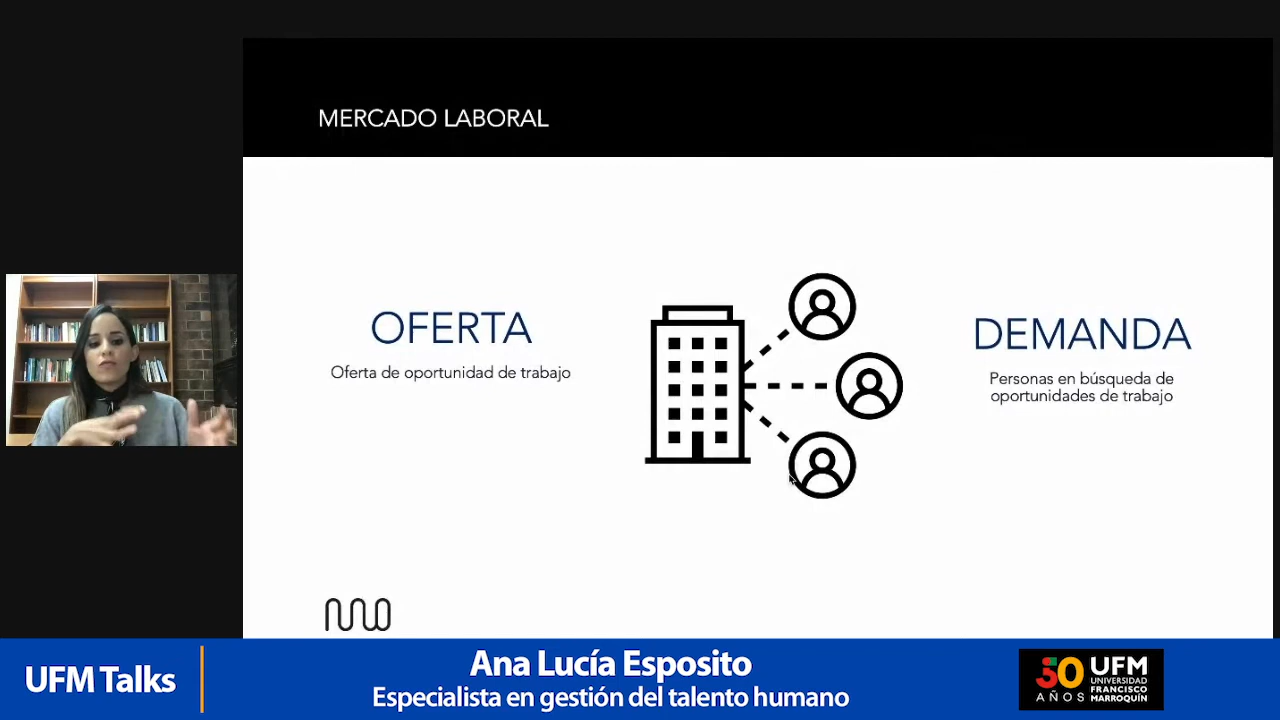 MERCADO LABORAL
OFERTA
Oferta de oportunidad de trabajo
DEMANDA
Personas en búsqueda de
oportunidades de trabajo
UFM Talks
Ana Lucía Esposito
Especialista en gestión del talento humano
50
AÑOS
UFM
UNIVERSIDAD
FRANCISCO
MARROQUÍN